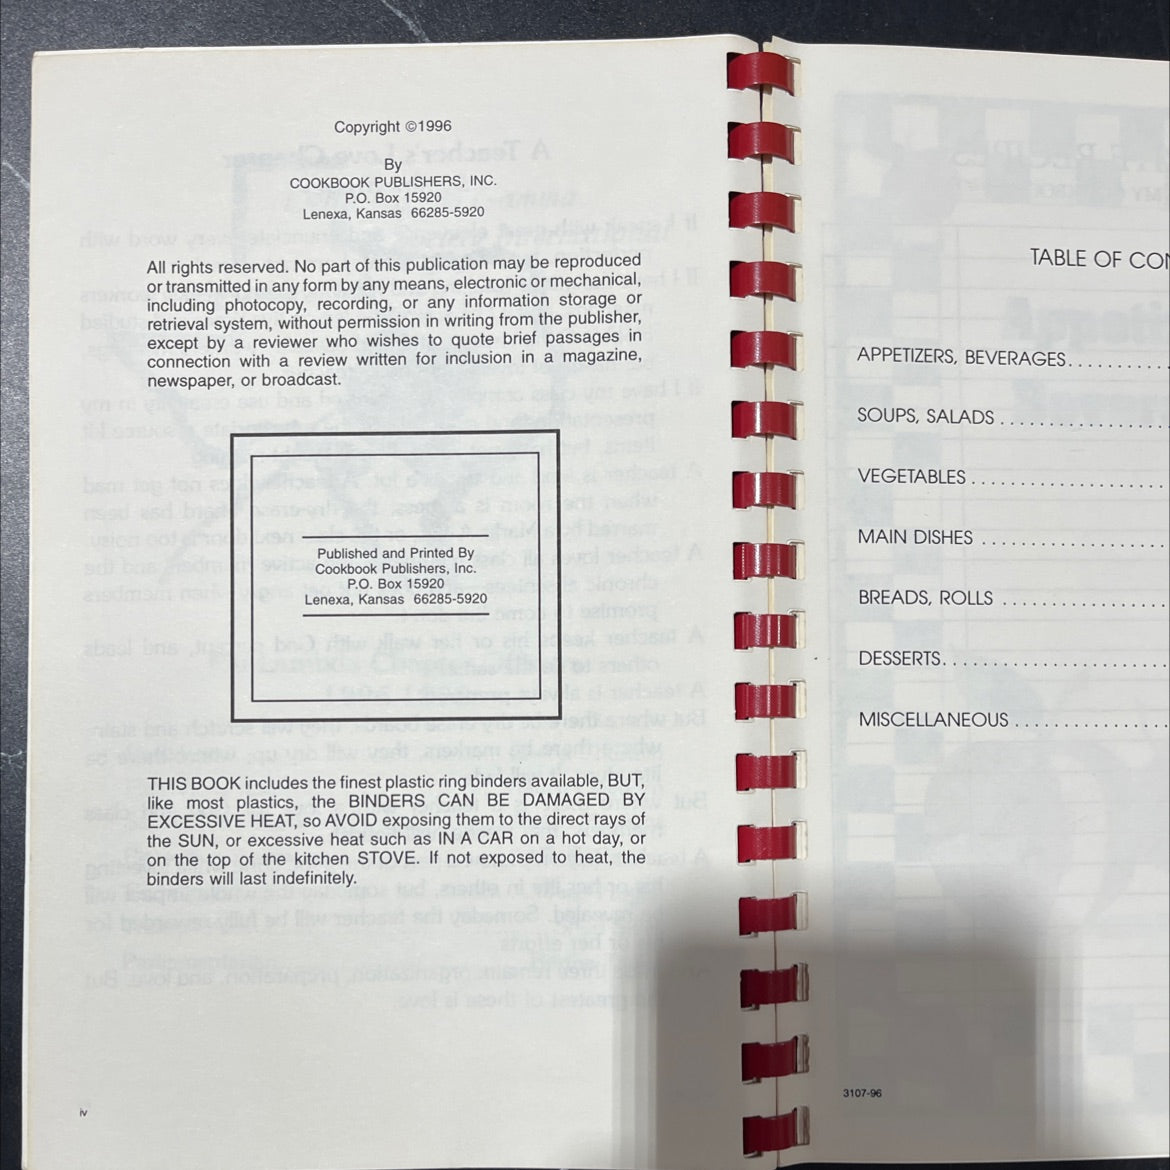 Copyright ©1996
By
COOKBOOK PUBLISHERS, INC.
P.O. Box 15920
Lenexa, Kansas 66285-5920
All rights reserved. No part of this publication may be reproduced
or transmitted in any form by any means, electronic or mechanical,
including photocopy, recording, or any information storage or
retrieval system, without permission in writing from the publisher,
except by a reviewer who wishes to quote brief passages in
connection with a review written for inclusion in a magazine,
newspaper, or broadcast.
Published and Printed By
Cookbook Publishers, Inc.
P.O. Box 15920
Lenexa, Kansas 66285-5920
THIS BOOK includes the finest plastic ring binders available, BUT,
like most plastics, the BINDERS CAN BE DAMAGED BY
EXCESSIVE HEAT, so AVOID exposing them to the direct rays of
the SUN, or excessive heat such as IN A CAR on a hot day, or
on the top of the kitchen STOVE. If not exposed to heat, the
binders will last indefinitely.
iv
TABLE OF CON
APPETIZERS, BEVERAGES..........
SOUPS, SALADS ................
VEGETABLES ...................
MAIN DISHES ..................
BREADS, ROLLS ................
DESSERTS......................
MISCELLANEOUS................
3107-96